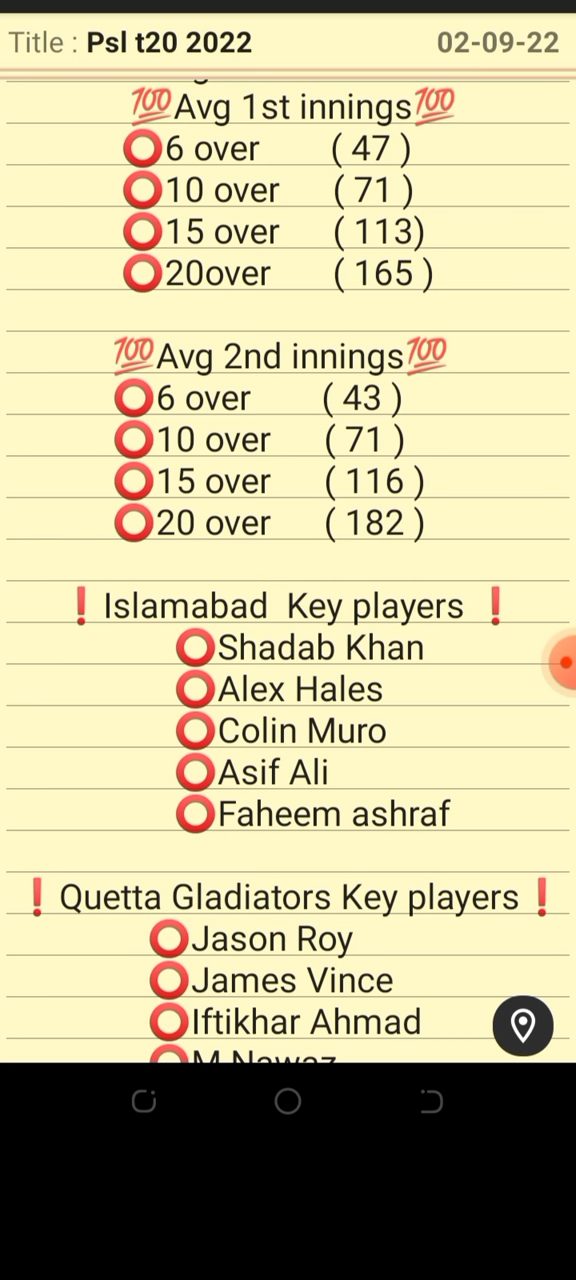 Title : Psl t20 2022 02-09-22
💯Avg 1st innings💯
⭕6 over ( 47 )
⭕10 over ( 71 )
⭕15 over ( 113)
⭕20over ( 165 )
💯Avg 2nd innings💯
⭕6 over ( 43 )
⭕10 over ( 71 )
⭕15 over ( 116 )
⭕20 over ( 182 )
❗ Islamabad Key players ❗
⭕Shadab Khan
⭕Alex Hales
⭕Colin Muro
⭕Asif Ali
⭕Faheem ashraf
❗ Quetta Gladiators Key players ❗
⭕Jason Roy
⭕James Vince
⭕Iftikhar Ahmad
⭕M Nawaz